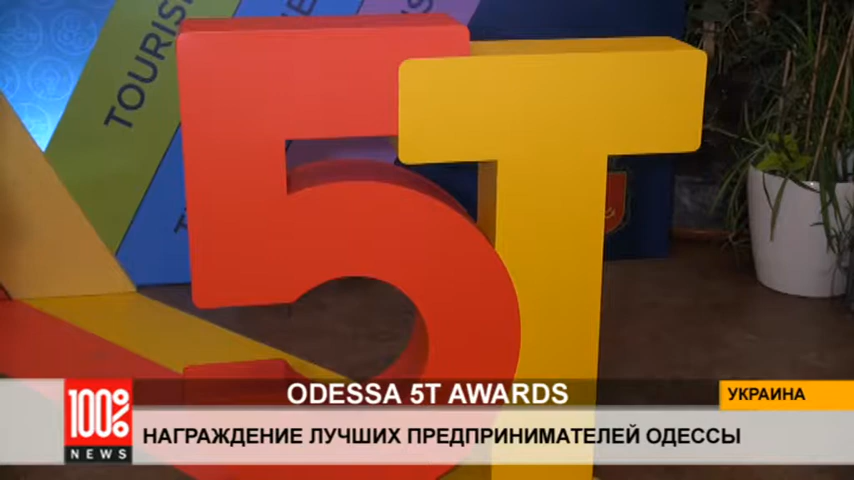 TOURIS
5T
ODESSA 5T AWARDS
УКРАИНА
100%
NEWS
НАГРАЖДЕНИЕ ЛУЧШИХ ПРЕДПРИНИМАТЕЛЕЙ ОДЕССЫ